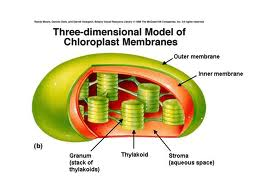 Three-dimensional Model of
Chloroplast Membranes
Outer membrane
Inner membrane
(b)
Granum
(stack of
thylakoids)
Thylakoid
Stroma
(aqueous space)